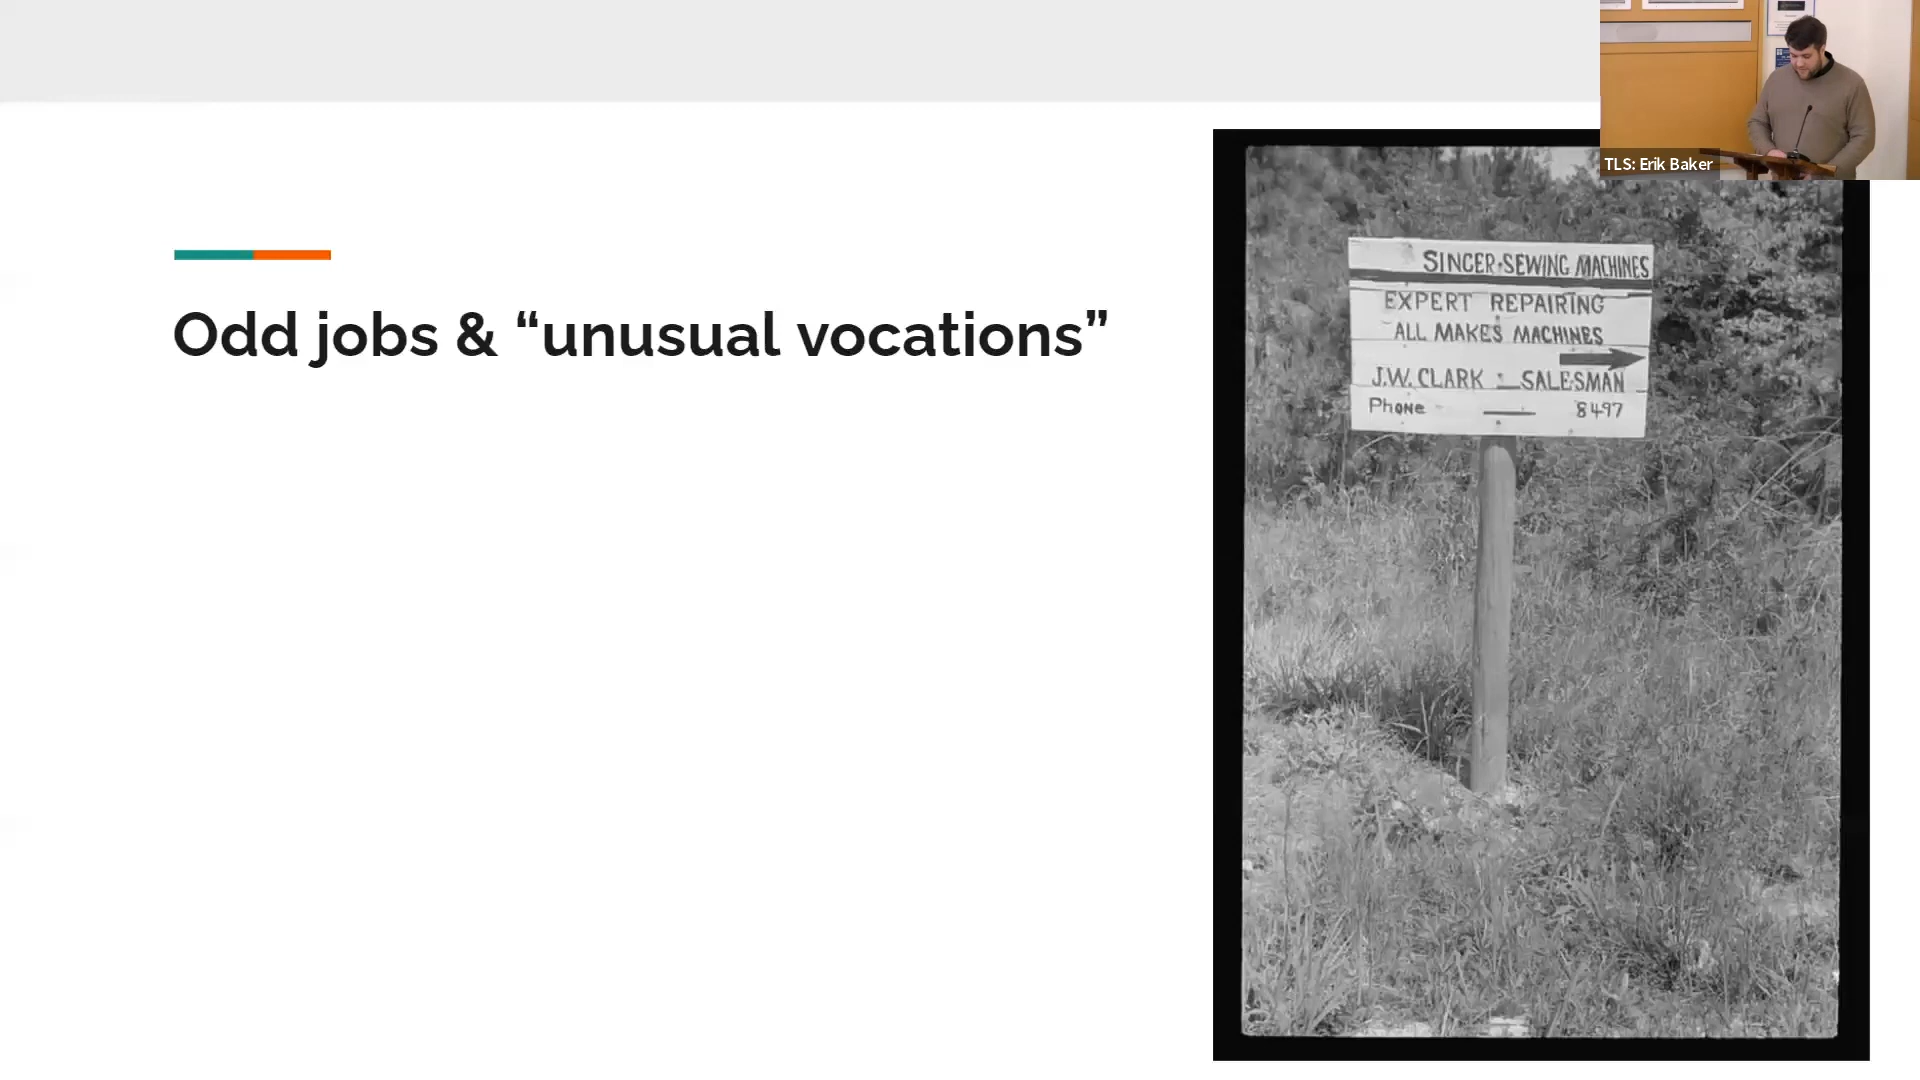 TLS: Erik Baker
Odd jobs & “unusual vocations”
SINGER·SEWING MACHINES
EXPERT REPAIRING
ALL MAKES MACHINES
J.W. CLARK - SALESMAN
Phone — 8497